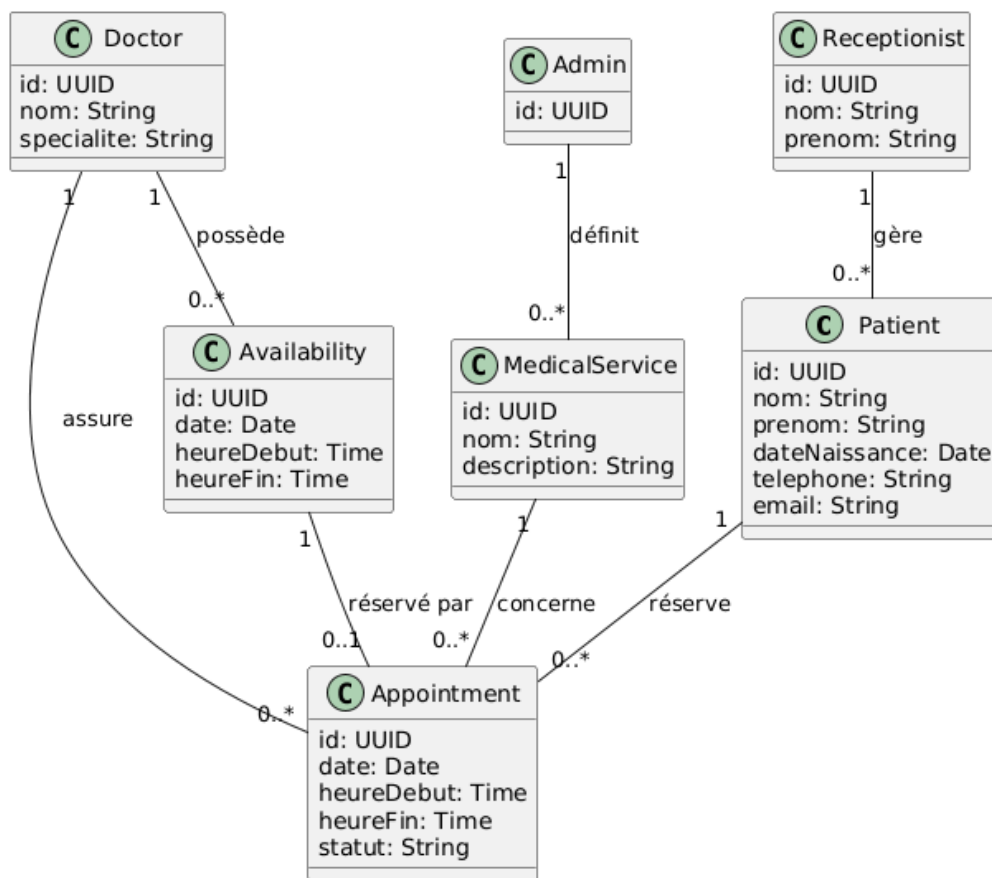 C Doctor
id: UUID
nom: String
specialite: String
C Admin
id: UUID
C Receptionist
id: UUID
nom: String
prenom: String
1
1
1
1
possède
définit
gère
0..*
0..*
0..*
C Availability
id: UUID
date: Date
heureDebut: Time
heureFin: Time
C MedicalService
id: UUID
nom: String
description: String
C Patient
id: UUID
nom: String
prenom: String
dateNaissance: Date
telephone: String
email: String
assure
1
1
1
réservé par
concerne
réserve
0..1
0..*
0..*
0..*
C Appointment
id: UUID
date: Date
heureDebut: Time
heureFin: Time
statut: String